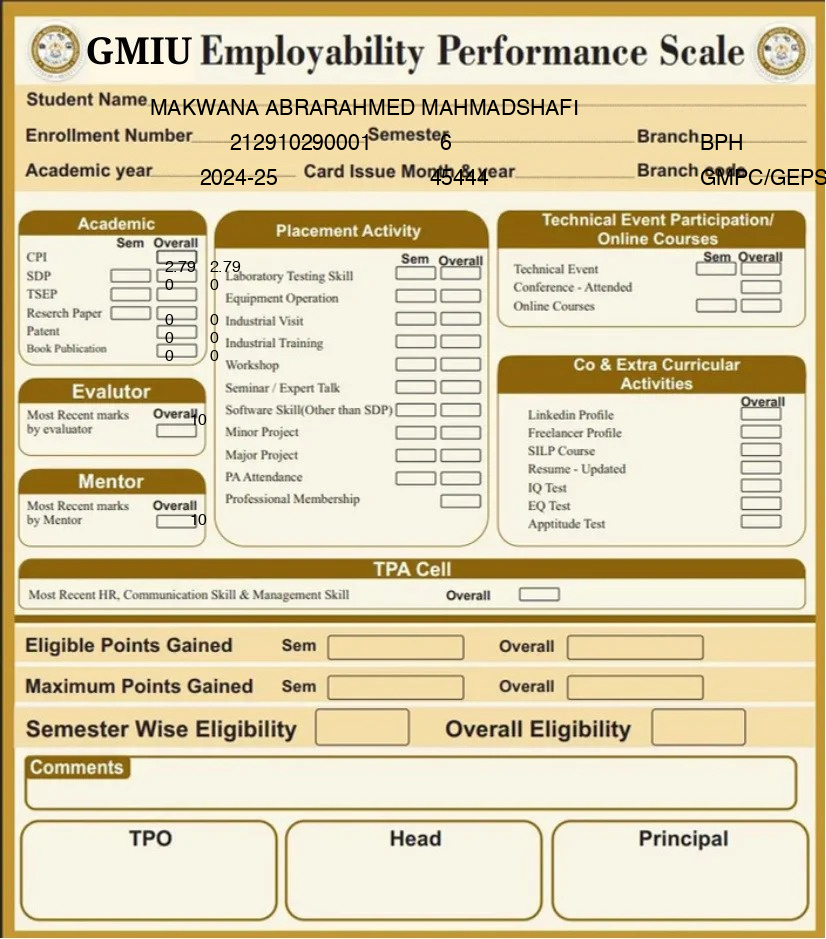 GMIU Employability Performance Scale
Student Name MAKWANA ABRARAHMED MAHMADSHAFI
Enrollment Number 212910290001 Semester 6 Branch BPH
Academic year 2024-25 Card Issue Month & year 45444 Branch code GMPC/GEPS
Academic
Sem Overall
CPI
2.79 2.79
SDP
0 0
TSEP
Reserch Paper
0 0
Patent
0 0
Book Publication
0 0
Evalutor
Most Recent marks Overall 10
by evaluator
Mentor
Most Recent marks Overall
by Mentor 10
Placement Activity
Sem Overall
Laboratory Testing Skill
Equipment Operation
Industrial Visit
Industrial Training
Workshop
Seminar / Expert Talk
Software Skill(Other than SDP)
Minor Project
Major Project
PA Attendance
Professional Membership
Technical Event Participation/
Online Courses
Sem Overall
Technical Event
Conference - Attended
Online Courses
Co & Extra Curricular
Activities
Overall
Linkedin Profile
Freelancer Profile
SILP Course
Resume - Updated
IQ Test
EQ Test
Apptitude Test
TPA Cell
Most Recent HR, Communication Skill & Management Skill Overall
Eligible Points Gained Sem Overall
Maximum Points Gained Sem Overall
Semester Wise Eligibility Overall Eligibility
Comments
TPO Head Principal